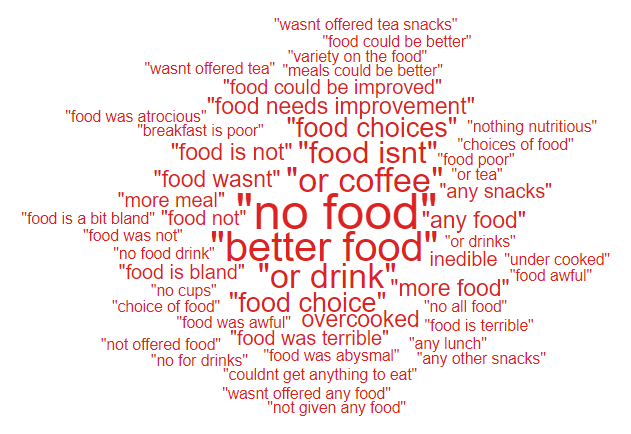 "wasnt offered tea snacks"
"food could be better"
"variety on the food"
"wasnt offered tea" "meals could be better"
"food could be improved"
"food needs improvement"
"food was atrocious"
"breakfast is poor" "food choices" "nothing nutritious"
"choices of food"
"food is not" "food isnt" "food poor"
"food wasnt" "or coffee" "or tea"
"any snacks"
"more meal" "no food" "any food"
"food is a bit bland" "food not"
"food was not" "better food" "or drinks"
"no food drink" inedible "under cooked"
"food is bland" "or drink" "food awful"
"no cups" "more food"
"choice of food" "food choice" "no all food"
"food was awful" overcooked "food is terrible"
"not offered food" "food was terrible" "any lunch"
"no for drinks" "food was abysmal" "any other snacks"
"couldnt get anything to eat"
"wasnt offered any food"
"not given any food"